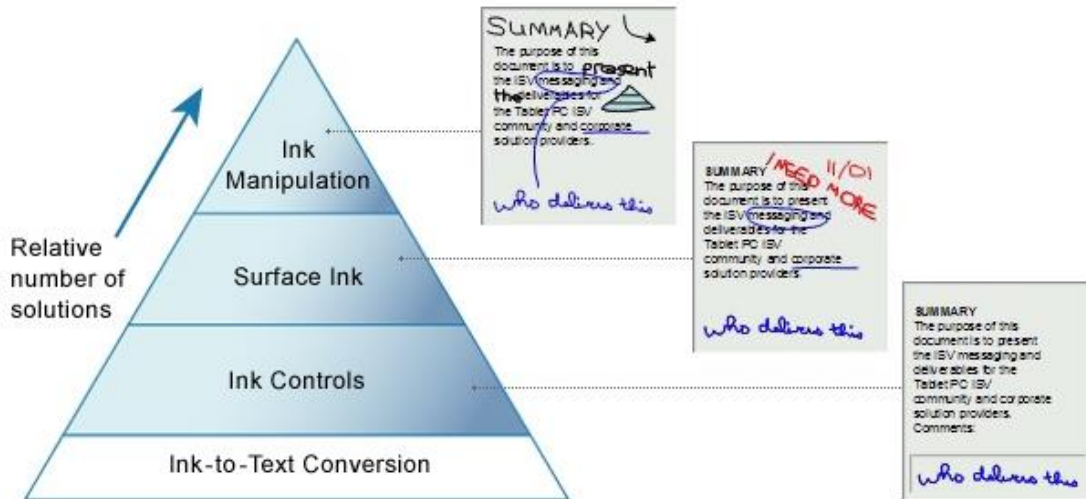 Relative
number of
solutions
Ink
Manipulation
Surface Ink
Ink Controls
Ink-to-Text Conversion
SUMMARY
The purpose of this
document is to present
the ISV messaging and
the deliverables for
the Tablet PC ISV
community and corporate
solution providers.
who delivers this
I NEED MORE
11/01
SUMMARY
The purpose of this
document is to present
the ISV messaging and
deliverables for the
Tablet PC ISV
community and corporate
solution providers.
who delivers this
SUMMARY
The purpose of this
document is to present
the ISV messaging and
deliverables for the
Tablet PC ISV
community and corporate
solution providers.
Comments:
who delivers this